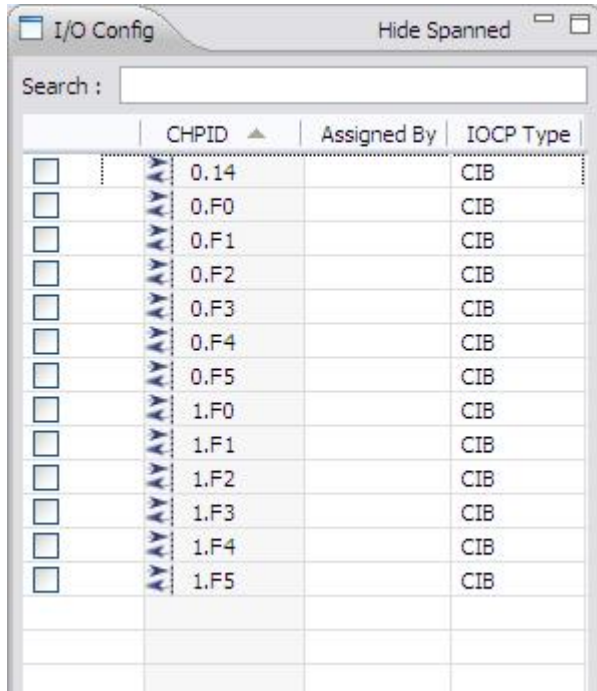 I/O Config Hide Spanned
Search :
CHPID Assigned By IOCP Type
0.14 CIB
0.F0 CIB
0.F1 CIB
0.F2 CIB
0.F3 CIB
0.F4 CIB
0.F5 CIB
1.F0 CIB
1.F1 CIB
1.F2 CIB
1.F3 CIB
1.F4 CIB
1.F5 CIB